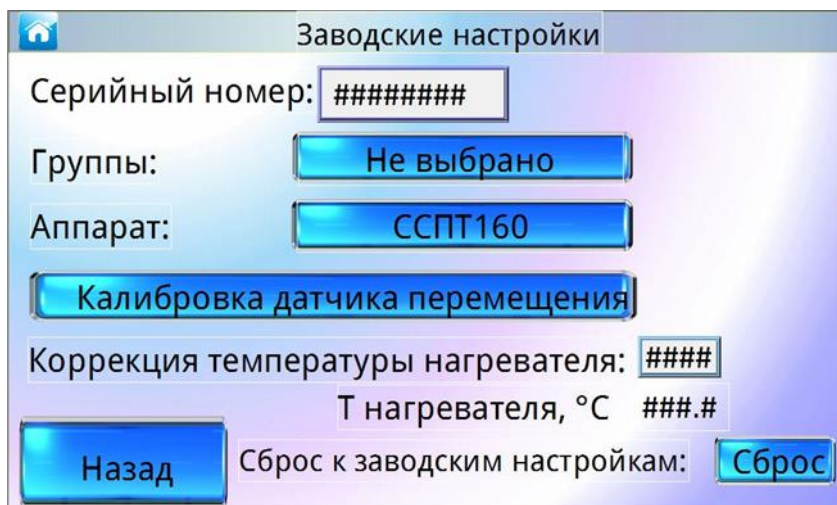 Заводские настройки
Серийный номер: ########
Группы: Не выбрано
Аппарат: ССПТ160
Калибровка датчика перемещения
Коррекция температуры нагревателя: ####
Т нагревателя, °С ###.#
Назад Сброс к заводским настройкам: Сброс